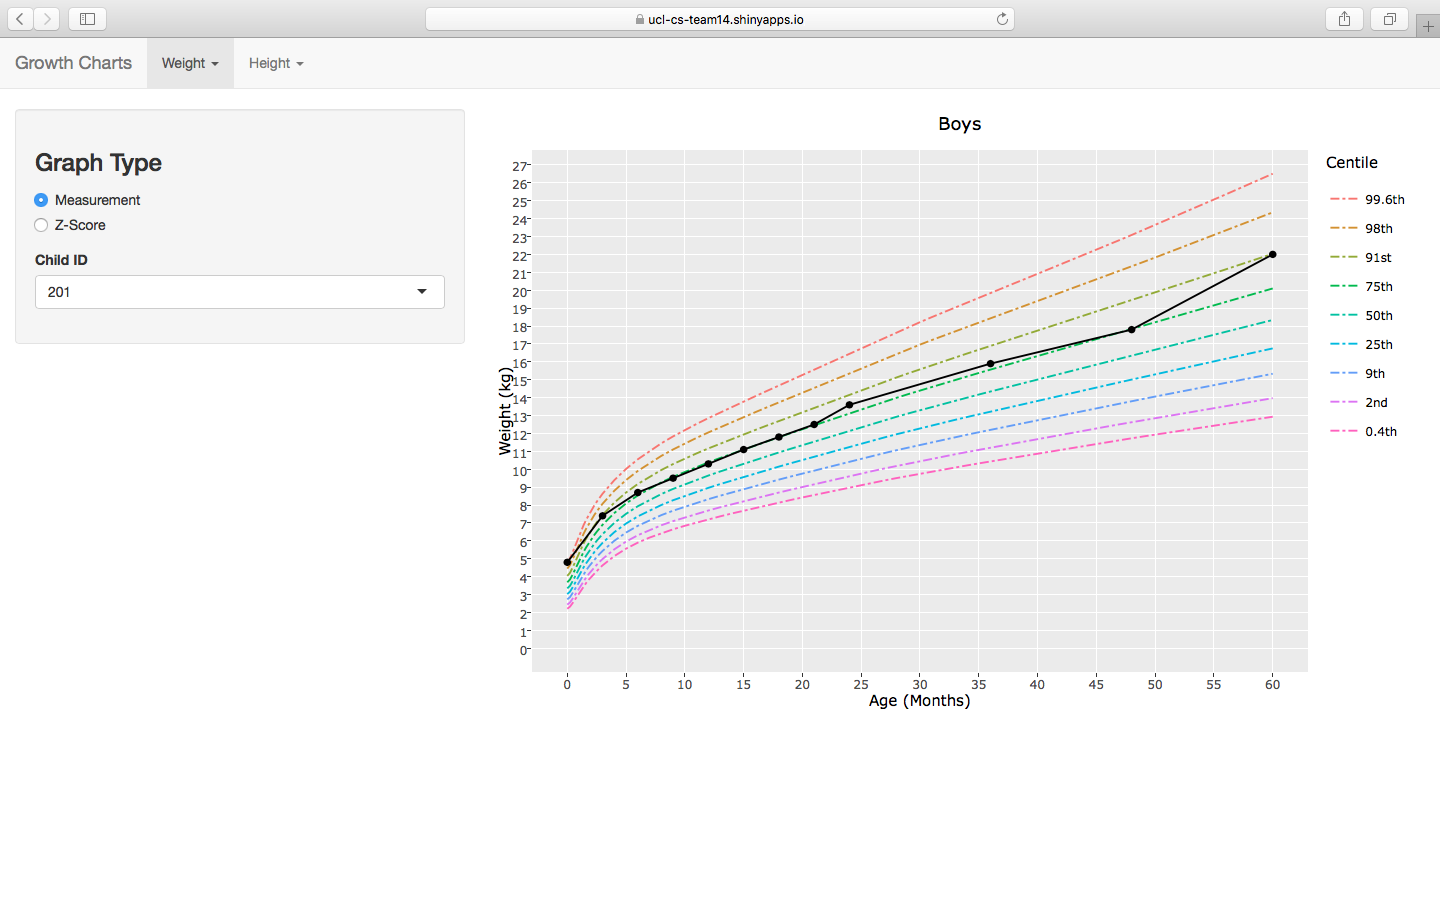 ucl-cs-team14.shinyapps.io
Growth Charts Weight Height
Graph Type
Measurement
Z-Score
Child ID
201
Boys
27
26
25
24
23
22
21
20
19
18
17
16
15
14
13
12
11
10
9
8
7
6
5
4
3
2
1
0
Weight (kg)
0 5 10 15 20 25 30 35 40 45 50 55 60
Age (Months)
Centile
99.6th
98th
91st
75th
50th
25th
9th
2nd
0.4th